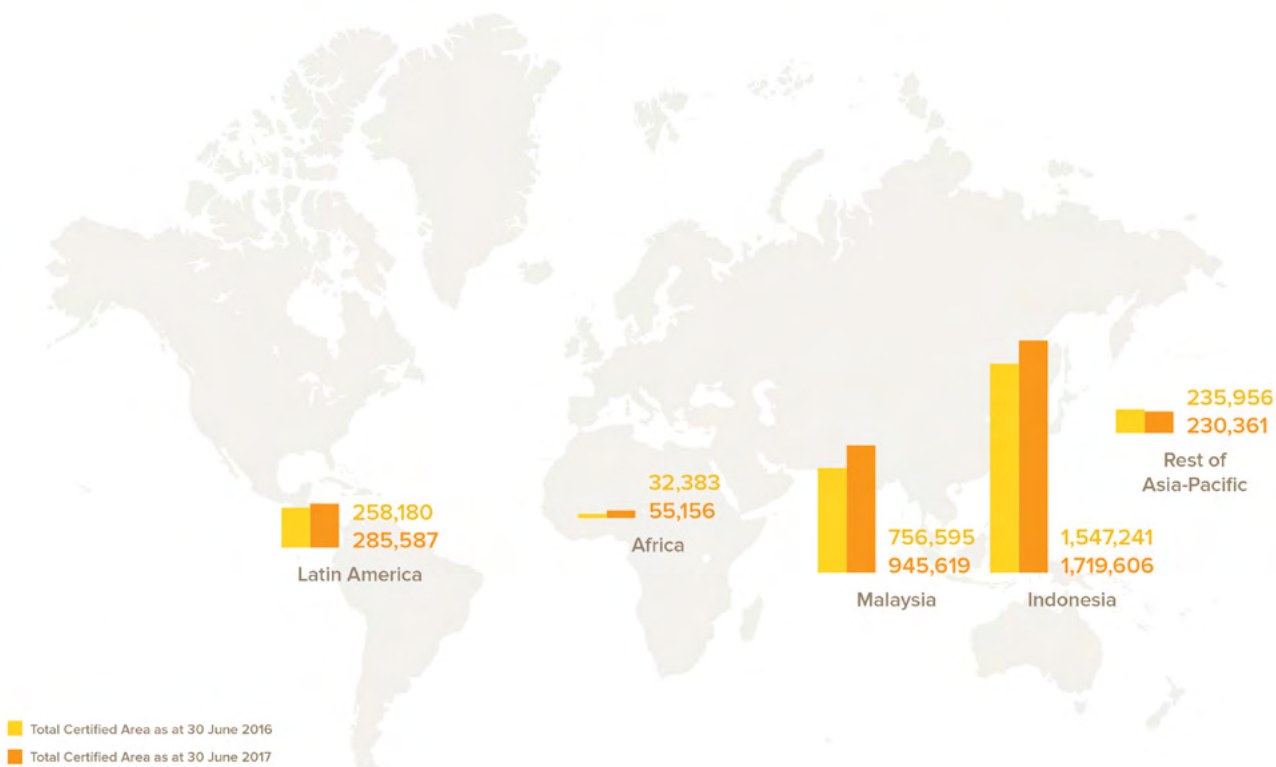 235,956
230,361
Rest of
Asia-Pacific
32,383
55,156
Africa
258,180
285,587
Latin America
756,595
945,619
Malaysia
1,547,241
1,719,606
Indonesia
Total Certified Area as at 30 June 2016
Total Certified Area as at 30 June 2017